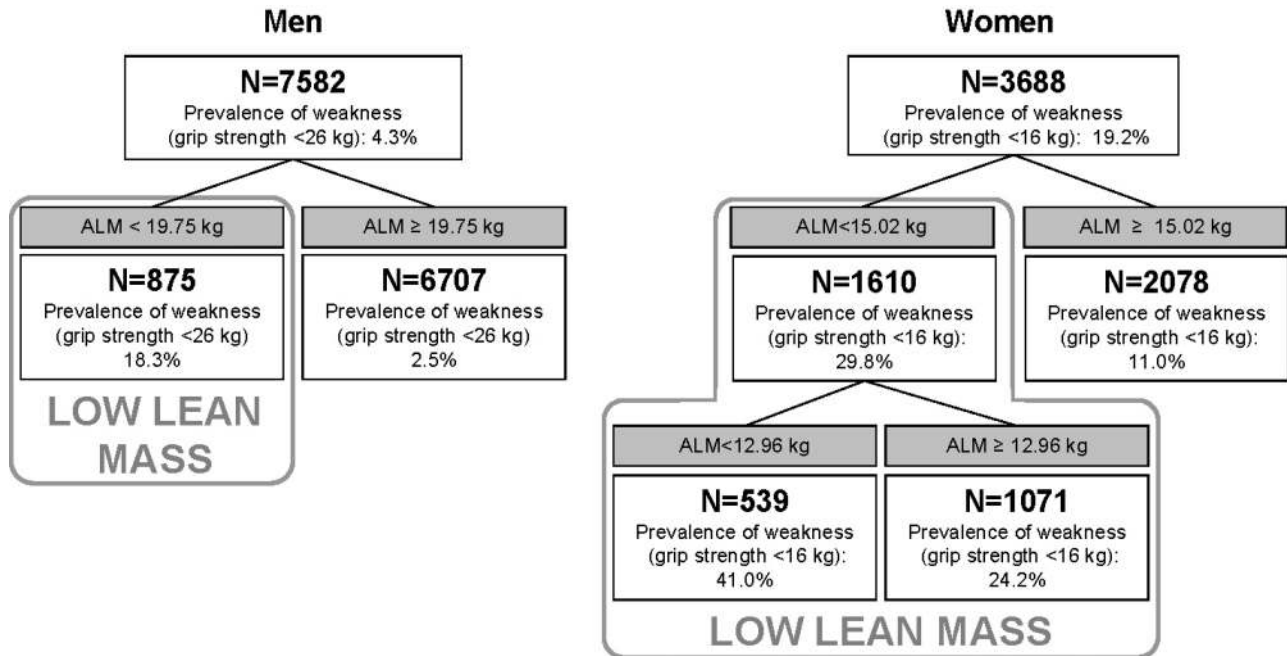 Men
N=7582
Prevalence of weakness
(grip strength <26 kg): 4.3%
ALM < 19.75 kg
N=875
Prevalence of weakness
(grip strength <26 kg)
18.3%
LOW LEAN
MASS
ALM ≥ 19.75 kg
N=6707
Prevalence of weakness
(grip strength <26 kg)
2.5%
Women
N=3688
Prevalence of weakness
(grip strength <16 kg): 19.2%
ALM<15.02 kg
N=1610
Prevalence of weakness
(grip strength <16 kg):
29.8%
ALM ≥ 15.02 kg
N=2078
Prevalence of weakness
(grip strength <16 kg):
11.0%
ALM<12.96 kg
N=539
Prevalence of weakness
(grip strength <16 kg):
41.0%
ALM ≥ 12.96 kg
N=1071
Prevalence of weakness
(grip strength <16 kg):
24.2%
LOW LEAN MASS